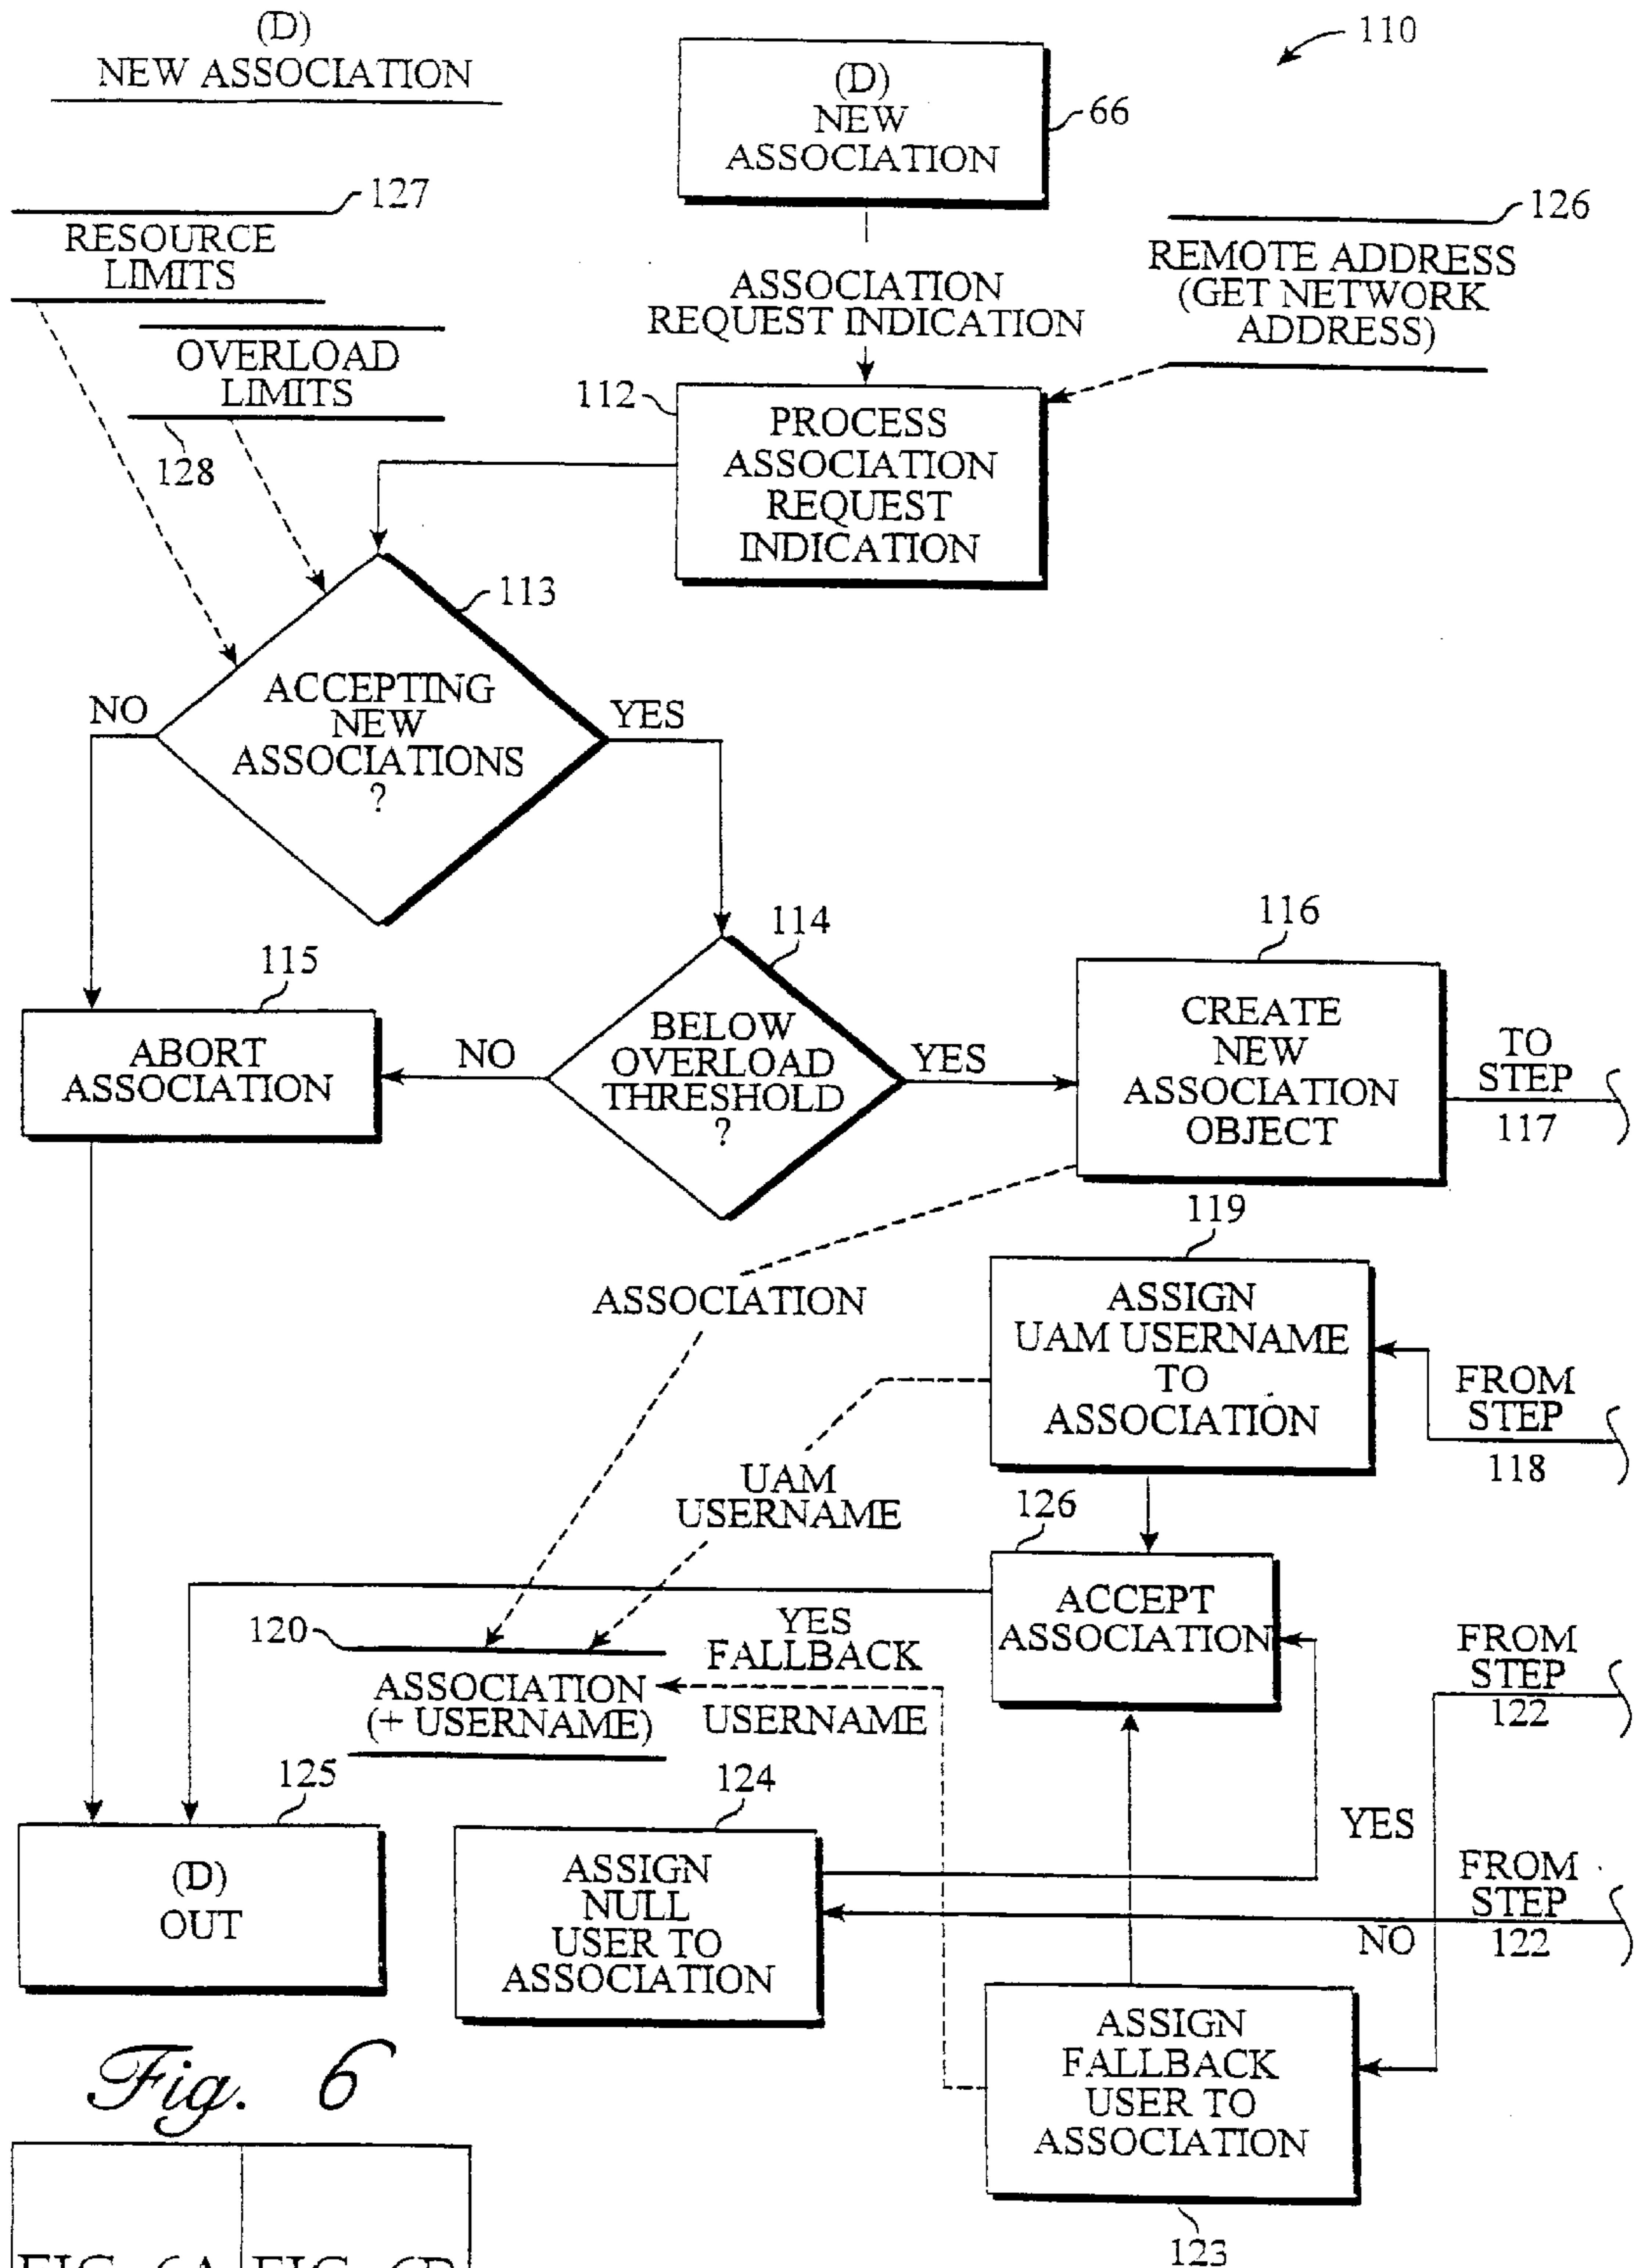 (D)
NEW ASSOCIATION
110
(D)
NEW
ASSOCIATION
66
127
RESOURCE
LIMITS
126
REMOTE ADDRESS
(GET NETWORK
ADDRESS)
ASSOCIATION
REQUEST INDICATION
OVERLOAD
LIMITS
128
112
PROCESS
ASSOCIATION
REQUEST
INDICATION
113
ACCEPTING
NEW
ASSOCIATIONS
?
NO
YES
114
BELOW
OVERLOAD
THRESHOLD
?
NO
YES
115
ABORT
ASSOCIATION
116
CREATE
NEW
ASSOCIATION
OBJECT
TO
STEP
117
ASSOCIATION
119
ASSIGN
UAM USERNAME
TO
ASSOCIATION
FROM
STEP
118
UAM
USERNAME
126
ACCEPT
ASSOCIATION
120
ASSOCIATION
(+ USERNAME)
YES
FALLBACK
USERNAME
FROM
STEP
122
125
(D)
OUT
124
ASSIGN
NULL
USER TO
ASSOCIATION
YES
FROM
STEP
122
NO
ASSIGN
FALLBACK
USER TO
ASSOCIATION
123
Fig. 6
FIG. 6A FIG. 6B